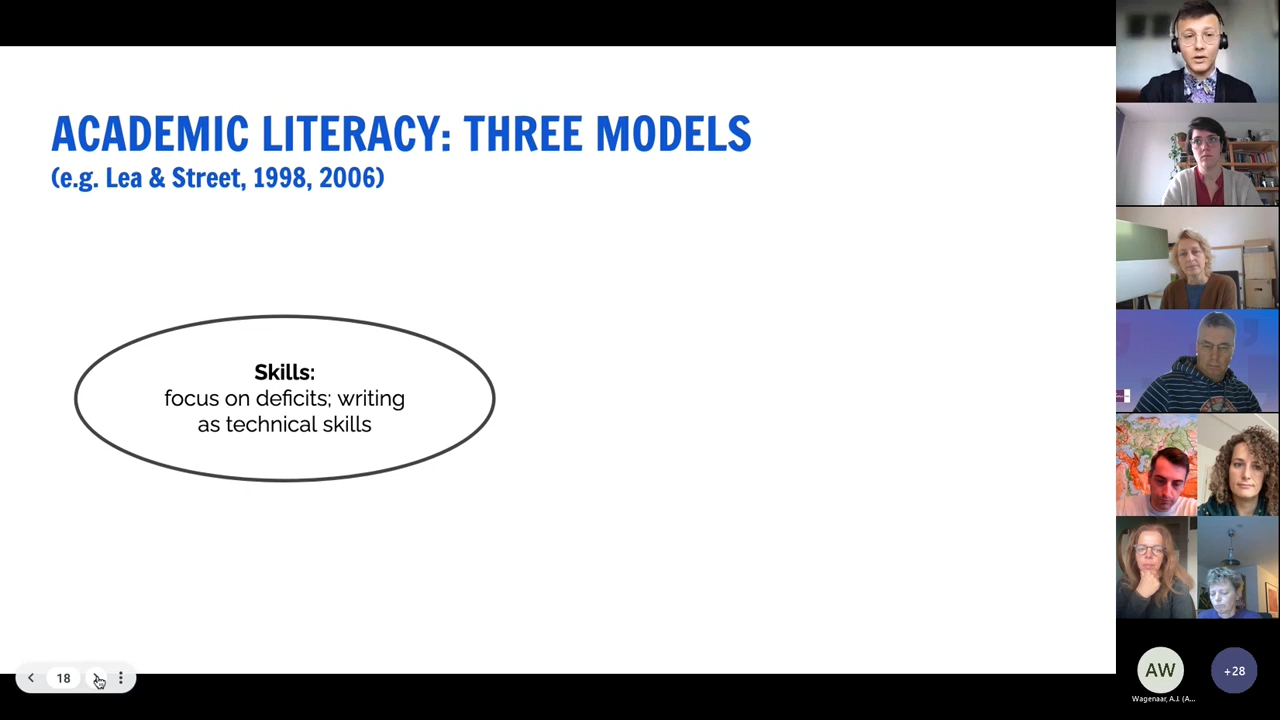 ACADEMIC LITERACY: THREE MODELS
(e.g. Lea & Street, 1998, 2006)
Skills:
focus on deficits; writing
as technical skills
18
AW
+28
Wagenaar, A.I. (A...